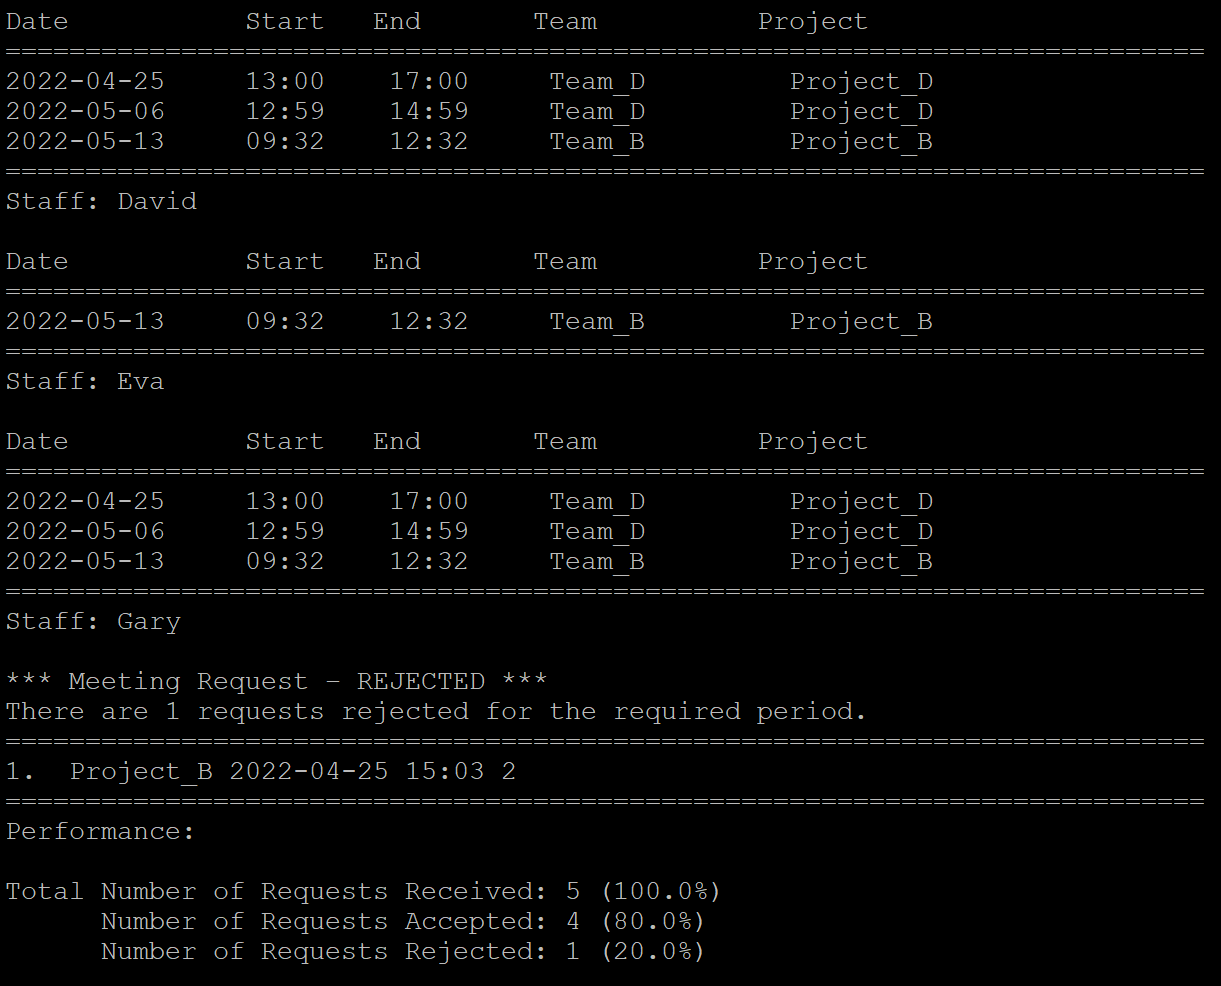 Date           Start   End       Team          Project
===========================================================================
2022-04-25     13:00    17:00     Team_D         Project_D
2022-05-06     12:59    14:59     Team_D         Project_D
2022-05-13     09:32    12:32     Team_B         Project_B
===========================================================================
Staff: David
Date           Start   End       Team          Project
===========================================================================
2022-05-13     09:32    12:32     Team_B         Project_B
===========================================================================
Staff: Eva
Date           Start   End       Team          Project
===========================================================================
2022-04-25     13:00    17:00     Team_D         Project_D
2022-05-06     12:59    14:59     Team_D         Project_D
2022-05-13     09:32    12:32     Team_B         Project_B
===========================================================================
Staff: Gary
*** Meeting Request – REJECTED ***
There are 1 requests rejected for the required period.
===========================================================================
1.  Project_B 2022-04-25 15:03 2
===========================================================================
Performance:
Total Number of Requests Received: 5 (100.0%)
      Number of Requests Accepted: 4 (80.0%)
      Number of Requests Rejected: 1 (20.0%)